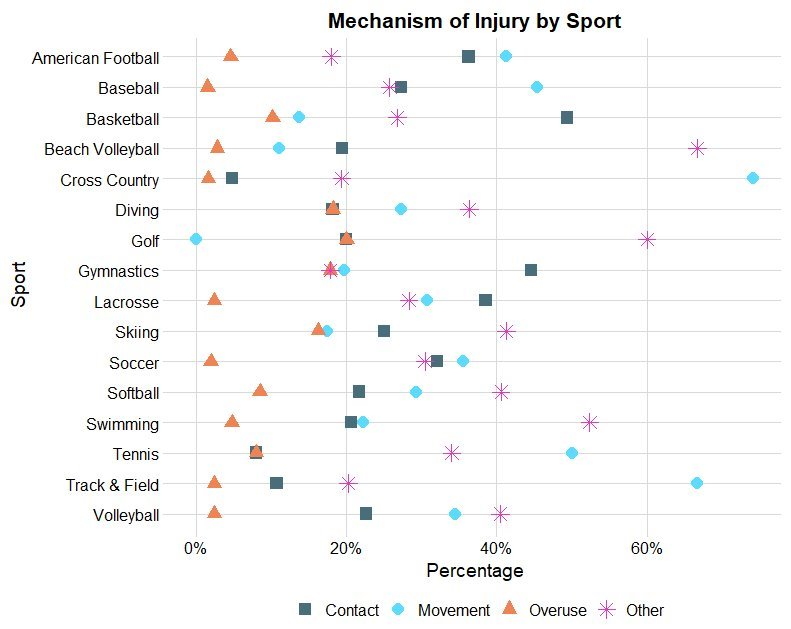 Mechanism of Injury by Sport
American Football
Baseball
Basketball
Beach Volleyball
Cross Country
Diving
Golf
Gymnastics
Lacrosse
Skiing
Soccer
Softball
Swimming
Tennis
Track & Field
Volleyball
Sport
0% 20% 40% 60%
Percentage
Contact Movement Overuse Other